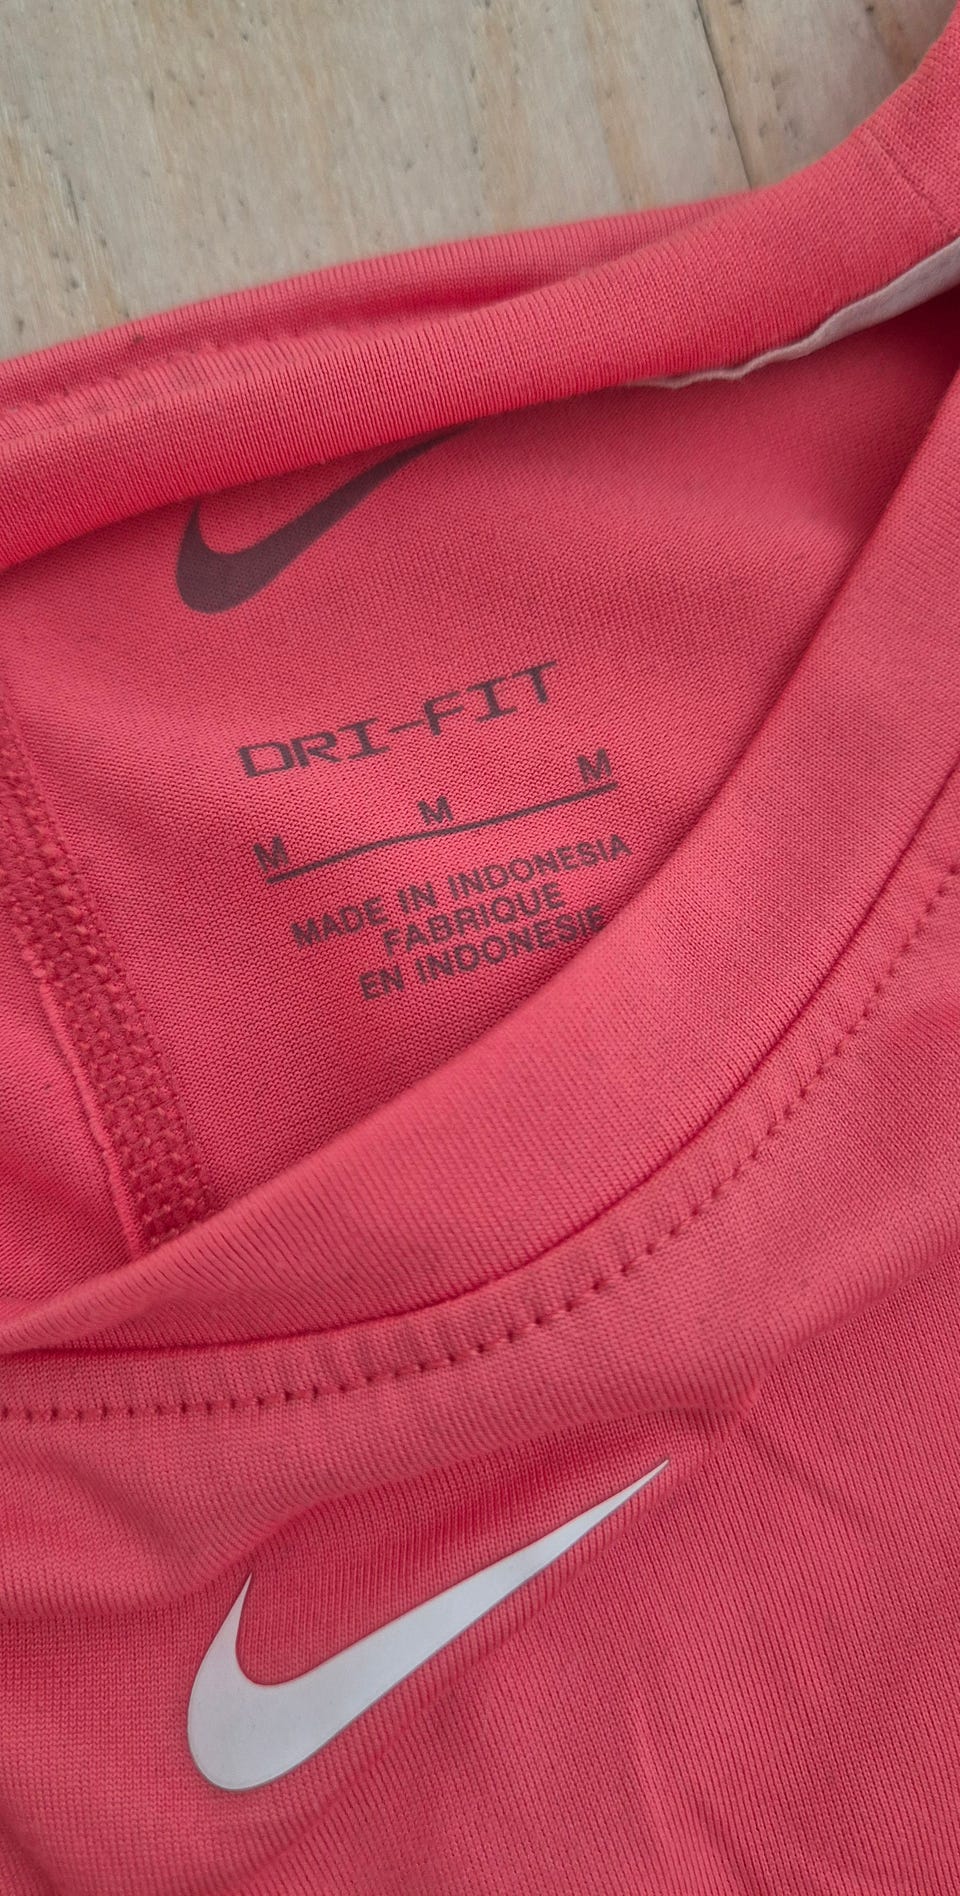 DRI-FIT
M M M
MADE IN INDONESIA
FABRIQUE
EN INDONESIE